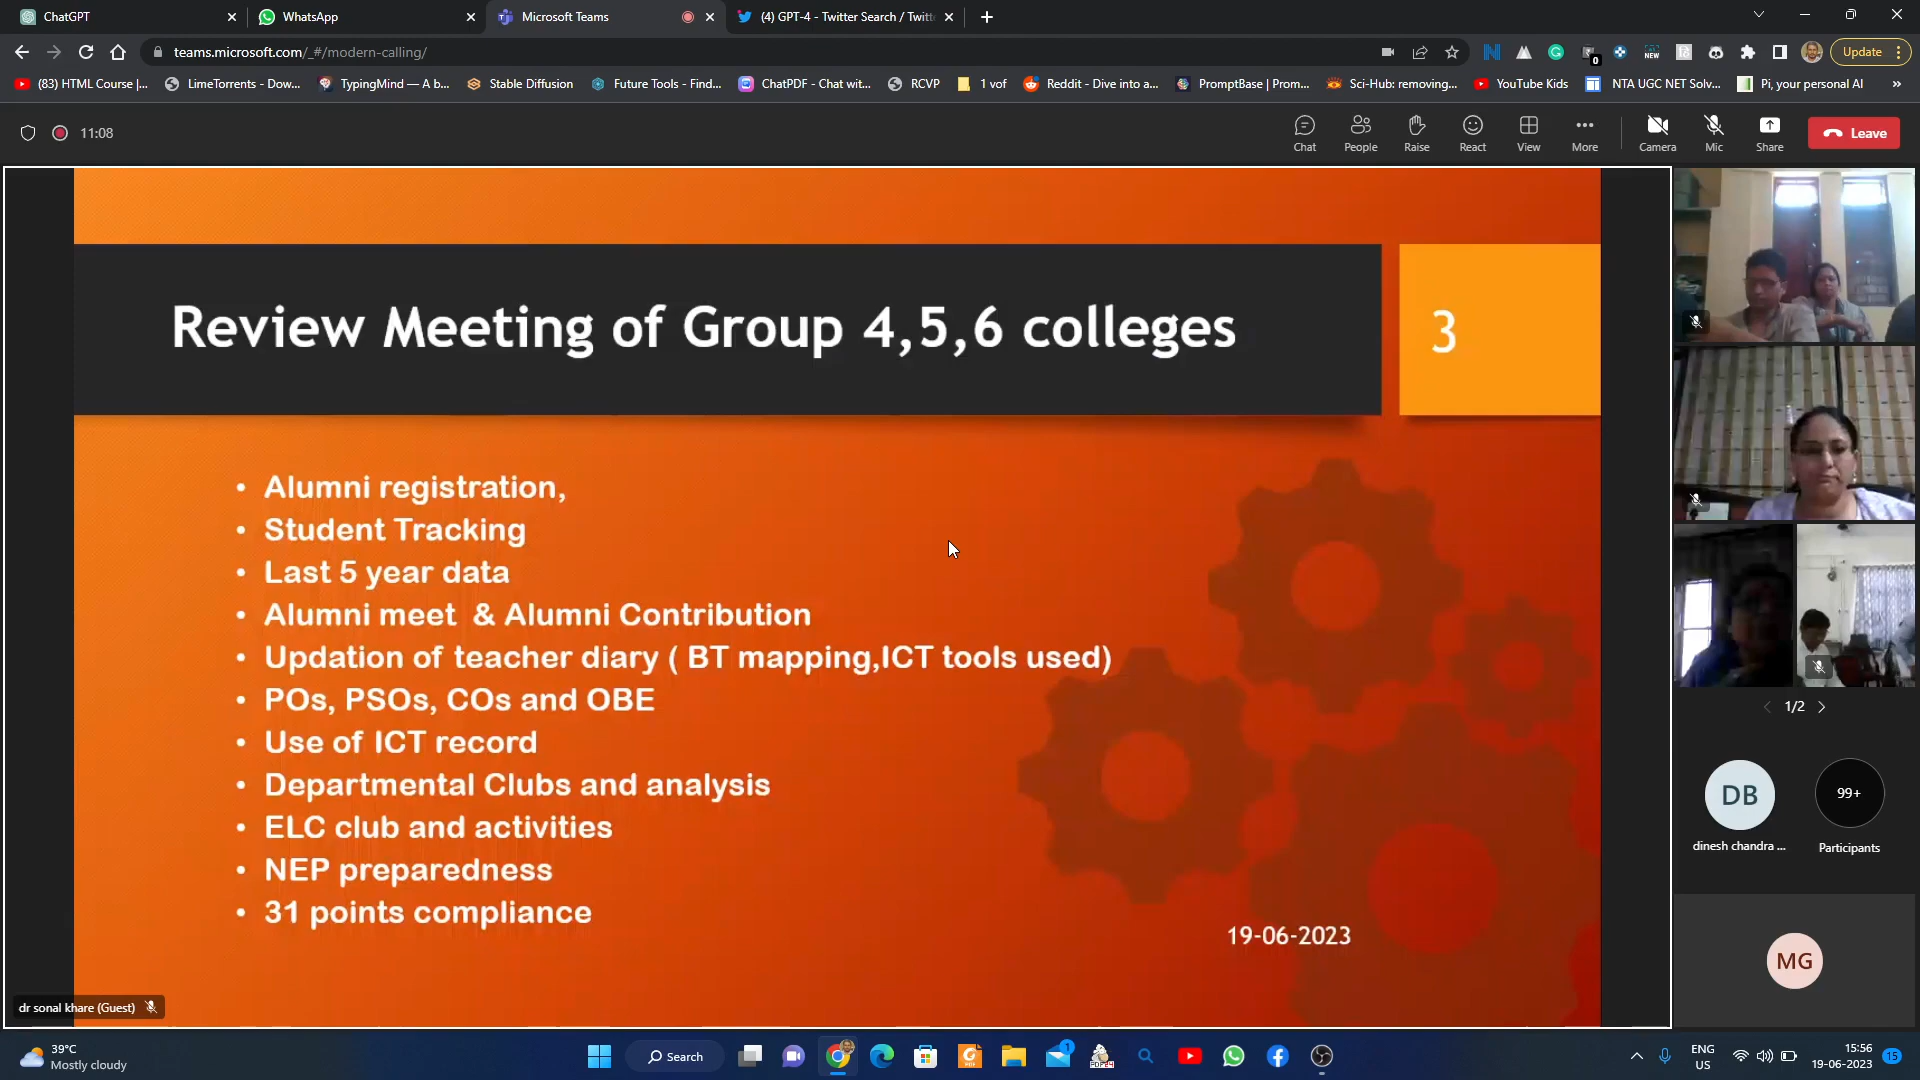 ChatGPT
WhatsApp
Microsoft Teams
(4) GPT-4 - Twitter Search / Twitt
teams.microsoft.com/_#/modern-calling/
Update
(83) HTML Course |...
LimeTorrents - Dow...
TypingMind — A b...
Stable Diffusion
Future Tools - Find...
ChatPDF - Chat wit...
RCVP
1 vof
Reddit - Dive into a...
PromptBase | Prom...
Sci-Hub: removing...
YouTube Kids
NTA UGC NET Solv...
Pi, your personal AI
»
11:08
Chat
People
Raise
React
View
More
Camera
Mic
Share
Leave
Review Meeting of Group 4,5,6 colleges
3
• Alumni registration,
• Student Tracking
• Last 5 year data
• Alumni meet & Alumni Contribution
• Updation of teacher diary ( BT mapping,ICT tools used)
• POs, PSOs, COs and OBE
• Use of ICT record
• Departmental Clubs and analysis
• ELC club and activities
• NEP preparedness
• 31 points compliance
19-06-2023
dr sonal khare (Guest)
1/2
DB
99+
dinesh chandra ...
Participants
MG
39°C
Mostly cloudy
Search
1
ENG
US
15:56
19-06-2023
15